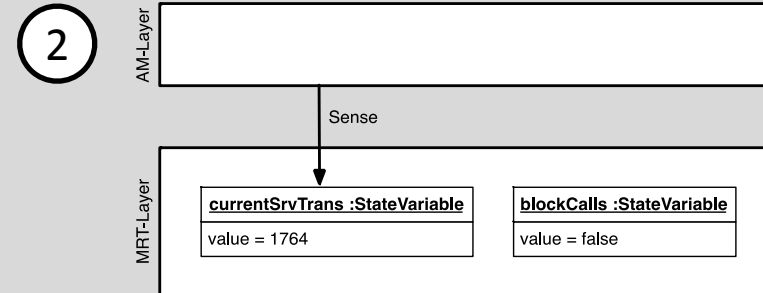 2
AM-Layer
Sense
MRT-Layer
currentSrvTrans :StateVariable
value = 1764
blockCalls :StateVariable
value = false